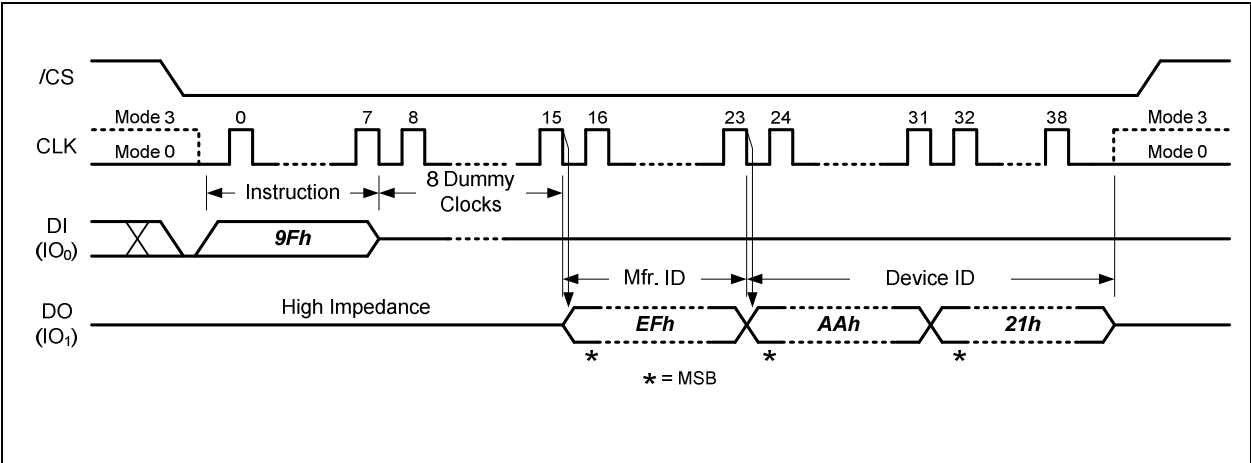 /CS
Mode 3 0 7 8 15 16 23 24 31 32 38 Mode 3
CLK
Mode 0 Mode 0
Instruction 8 Dummy Clocks
DI (IO₀)
9Fh
Mfr. ID Device ID
High Impedance
DO (IO₁)
EFh AAh 21h
* * *
* = MSB